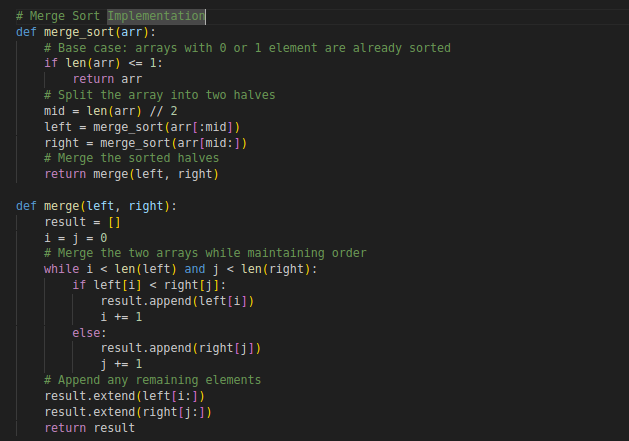 # Merge Sort Implementation
def merge_sort(arr):
    # Base case: arrays with 0 or 1 element are already sorted
    if len(arr) <= 1:
        return arr
    # Split the array into two halves
    mid = len(arr) // 2
    left = merge_sort(arr[:mid])
    right = merge_sort(arr[mid:])
    # Merge the sorted halves
    return merge(left, right)

def merge(left, right):
    result = []
    i = j = 0
    # Merge the two arrays while maintaining order
    while i < len(left) and j < len(right):
        if left[i] < right[j]:
            result.append(left[i])
            i += 1
        else:
            result.append(right[j])
            j += 1
    # Append any remaining elements
    result.extend(left[i:])
    result.extend(right[j:])
    return result